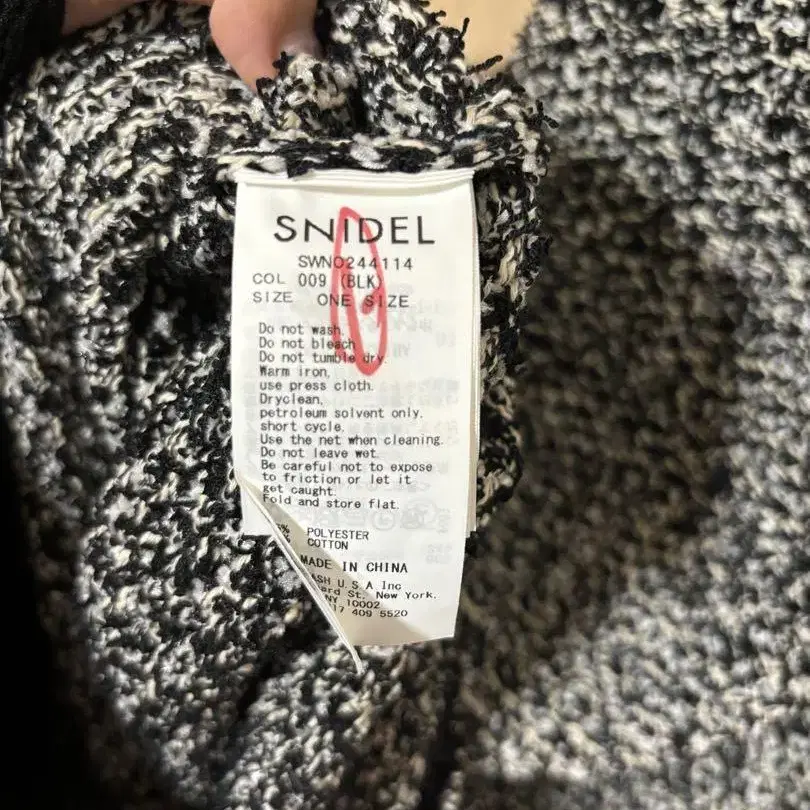 SNIDEL
SWNO244114
COL 009 (BLK)
SIZE ONE SIZE
Do not wash.
Do not bleach
Do not tumble dry.
Warm iron,
use press cloth.
Dryclean,
petroleum solvent only.
short cycle.
Use the net when cleaning.
Do not leave wet.
Be careful not to expose
to friction or let it
get caught.
Fold and store flat.
% POLYESTER
% COTTON
MADE IN CHINA
U.S.A Inc
St. New York.
NY 10002
17 409 5520